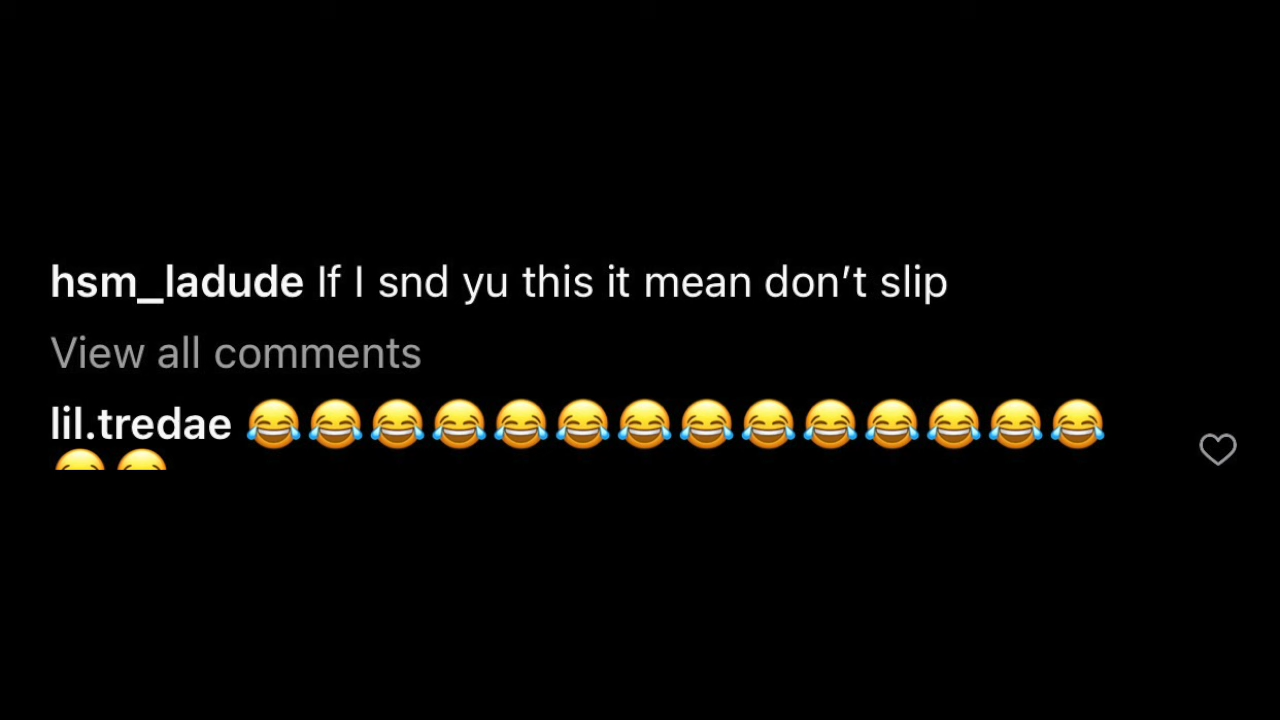 hsm_ladude If I snd yu this it mean don’t slip
View all comments
lil.tredae 😂😂😂😂😂😂😂😂😂😂😂😂😂😂
😂😂